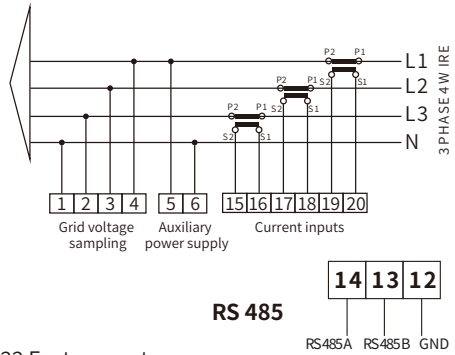 P2 P1
L1
P2 P1 S2 S1
L2
P2 P1 S2 S1
L3
S2 S1
N
3 PHASE 4 WIRE
1 2 3 4 5 6 15 16 17 18 19 20
Grid voltage sampling
Auxiliary power supply
Current inputs
14 13 12
RS 485
RS485A RS485B GND